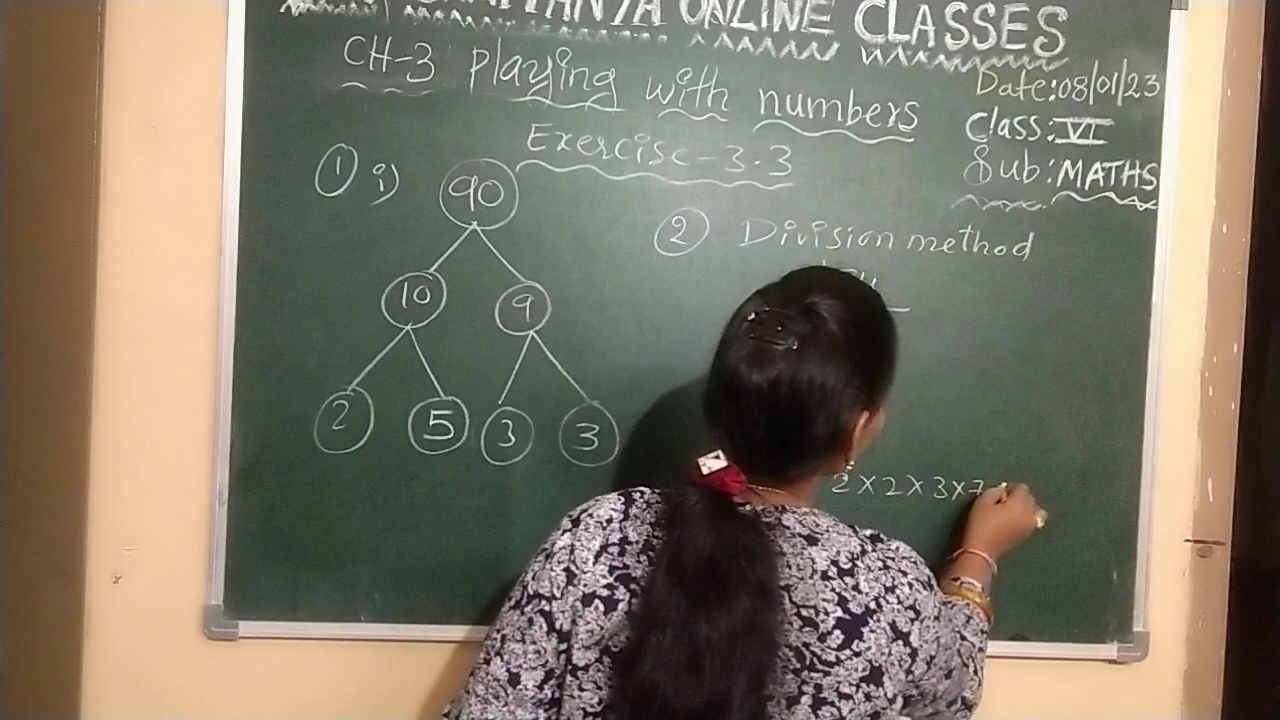 ONLINE CLASSES
CH-3 Playing with numbers
Date:08/01/23
Class:VI
Sub:MATHS
Exercise-3.3
① i)
90
10 9
2 5 3 3
② Division method
2×2×3×7